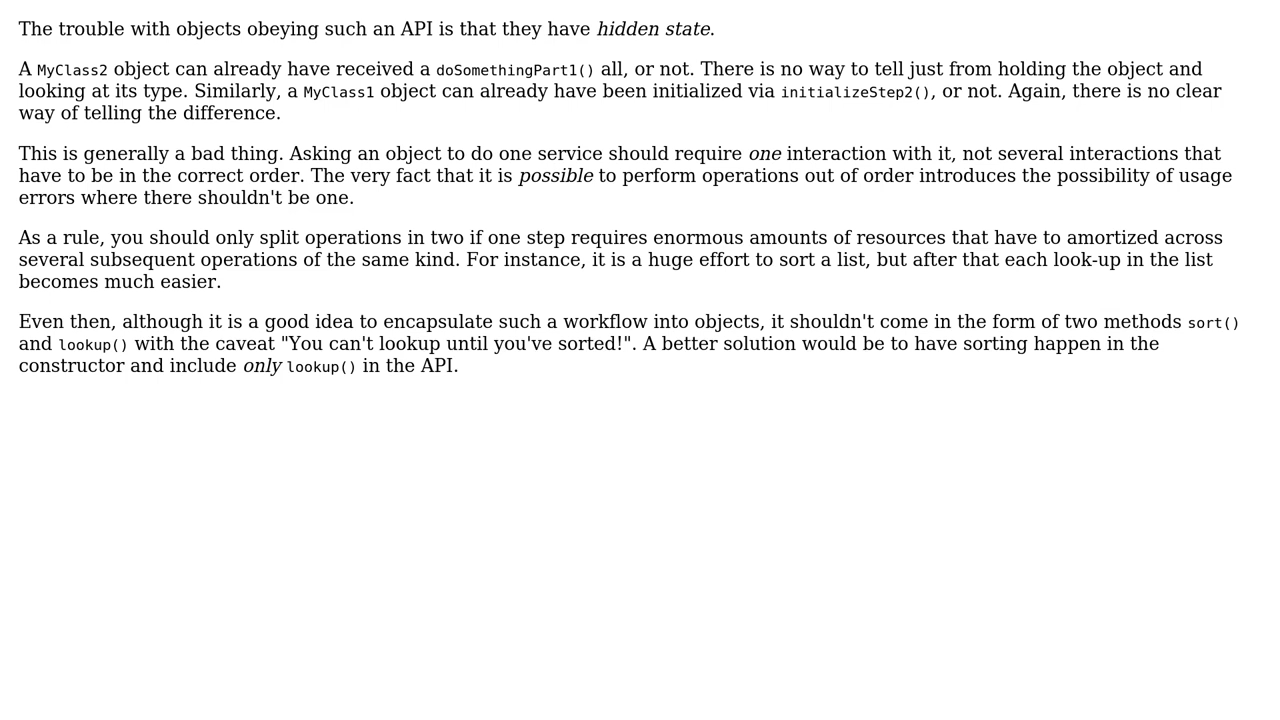 The trouble with objects obeying such an API is that they have hidden state.
A MyClass2 object can already have received a doSomethingPart1() all, or not. There is no way to tell just from holding the object and
looking at its type. Similarly, a MyClass1 object can already have been initialized via initializeStep2(), or not. Again, there is no clear
way of telling the difference.
This is generally a bad thing. Asking an object to do one service should require one interaction with it, not several interactions that
have to be in the correct order. The very fact that it is possible to perform operations out of order introduces the possibility of usage
errors where there shouldn't be one.
As a rule, you should only split operations in two if one step requires enormous amounts of resources that have to amortized across
several subsequent operations of the same kind. For instance, it is a huge effort to sort a list, but after that each look-up in the list
becomes much easier.
Even then, although it is a good idea to encapsulate such a workflow into objects, it shouldn't come in the form of two methods sort()
and lookup() with the caveat "You can't lookup until you've sorted!". A better solution would be to have sorting happen in the
constructor and include only lookup() in the API.